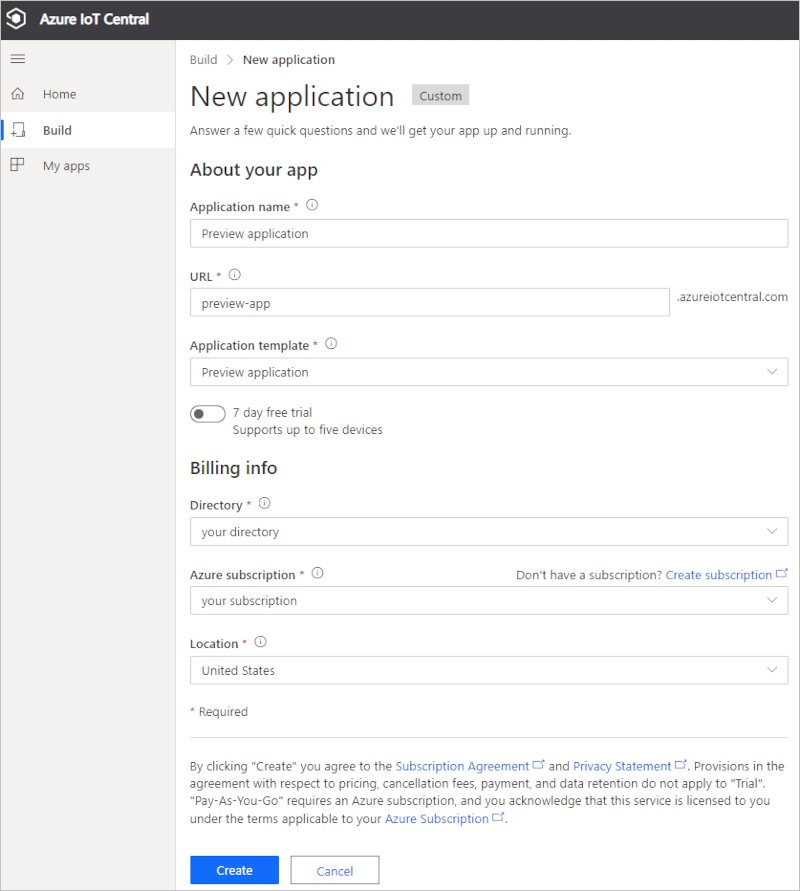 Azure IoT Central
Home
Build
My apps
Build > New application
New application Custom
Answer a few quick questions and we'll get your app up and running.
About your app
Application name *
Preview application
URL *
preview-app
.azureiotcentral.com
Application template *
Preview application
7 day free trial
Supports up to five devices
Billing info
Directory *
your directory
Azure subscription * Don't have a subscription? Create subscription
your subscription
Location *
United States
* Required
By clicking "Create" you agree to the Subscription Agreement and Privacy Statement. Provisions in the
agreement with respect to pricing, cancellation fees, payment, and data retention do not apply to "Trial".
"Pay-As-You-Go" requires an Azure subscription, and you acknowledge that this service is licensed to you
under the terms applicable to your Azure Subscription.
Create Cancel